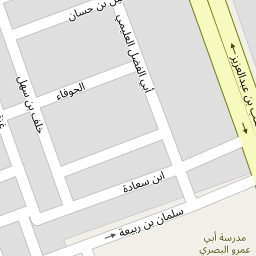 بن حسان
أبي الفضل العليمي
ب بن عبدالعزيز
الجوفاء
خلف بن سهل
ابن سعادة
سلمان بن ربيعة
مدرسة أبي
عمرو البصري